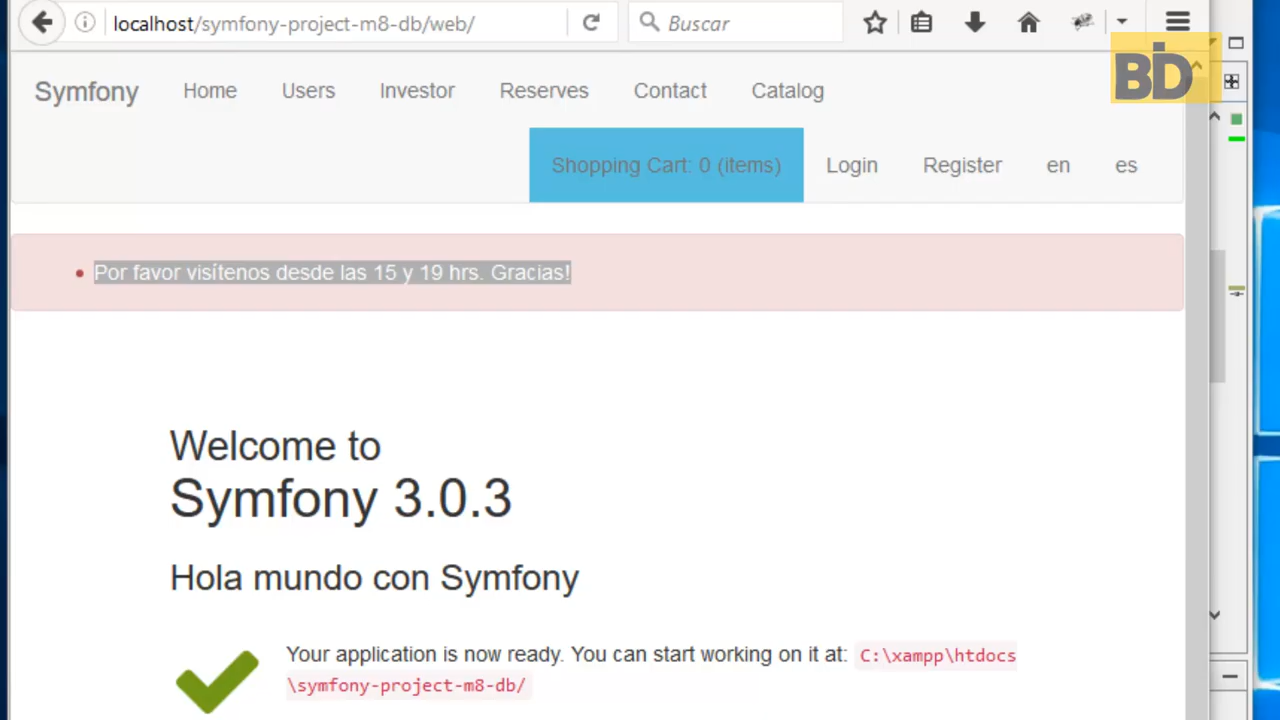 localhost/symfony-project-m8-db/web/
Buscar
BID
Symfony Home Users Investor Reserves Contact Catalog
Shopping Cart: 0 (items) Login Register en es
Por favor visítenos desde las 15 y 19 hrs. Gracias!
Welcome to
Symfony 3.0.3
Hola mundo con Symfony
Your application is now ready. You can start working on it at: C:\xampp\htdocs
\symfony-project-m8-db/